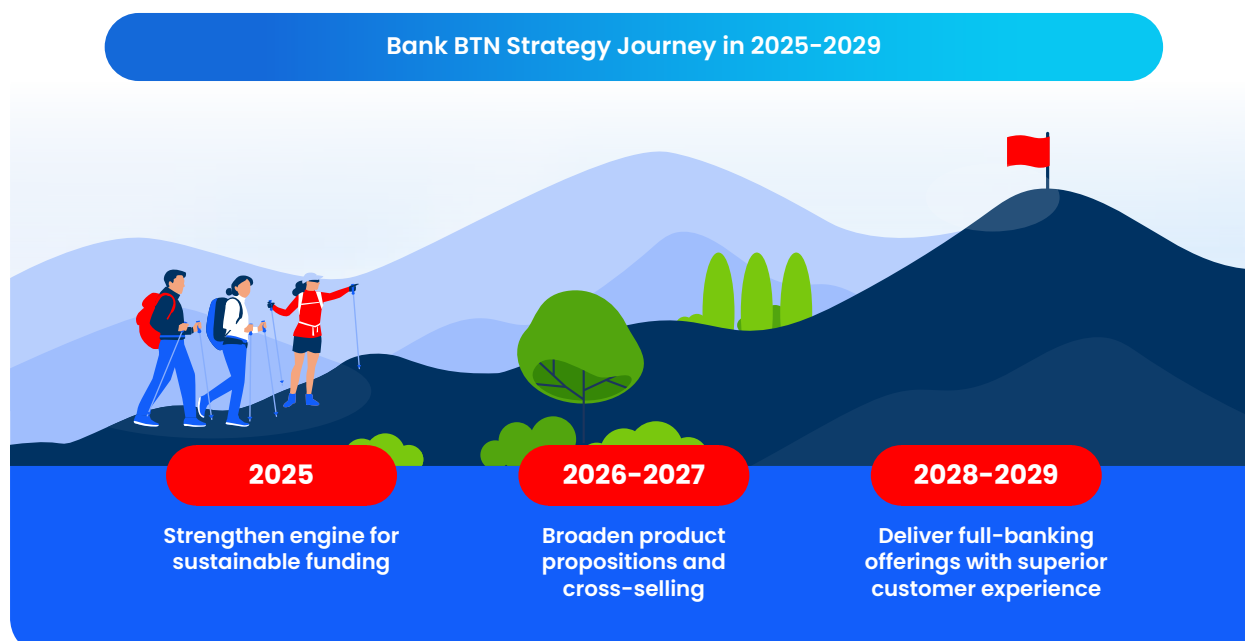 Bank BTN Strategy Journey in 2025-2029
2025
Strengthen engine for
sustainable funding
2026-2027
Broaden product
propositions and
cross-selling
2028-2029
Deliver full-banking
offerings with superior
customer experience